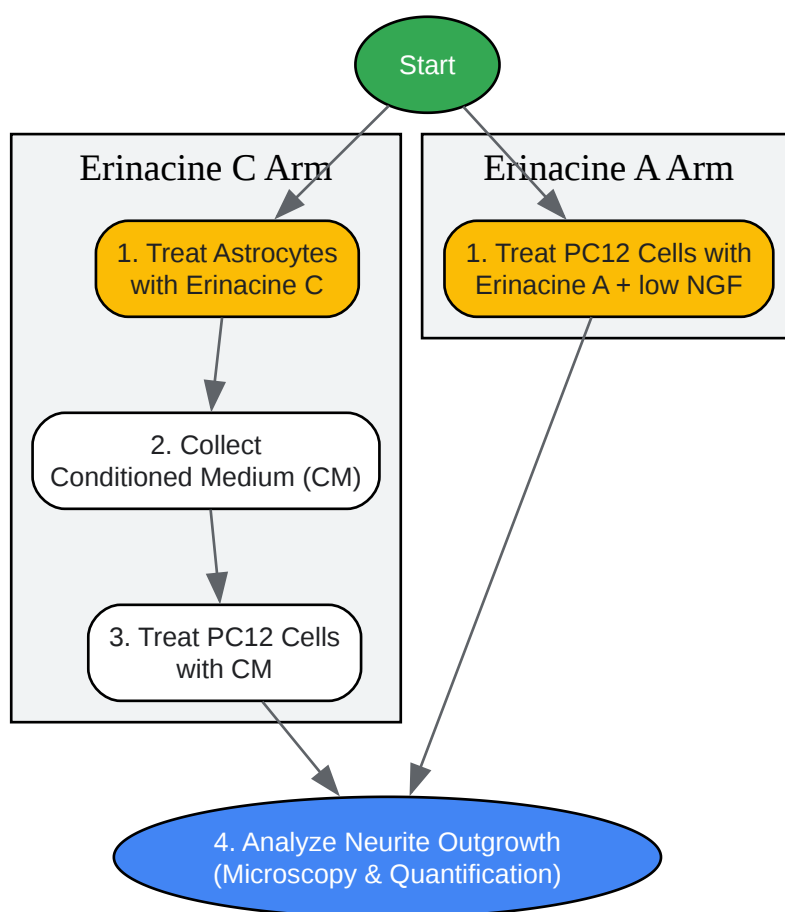 Start
Erinacine C Arm
1. Treat Astrocytes
with Erinacine C
2. Collect
Conditioned Medium (CM)
3. Treat PC12 Cells
with CM
Erinacine A Arm
1. Treat PC12 Cells with
Erinacine A + low NGF
4. Analyze Neurite Outgrowth
(Microscopy & Quantification)